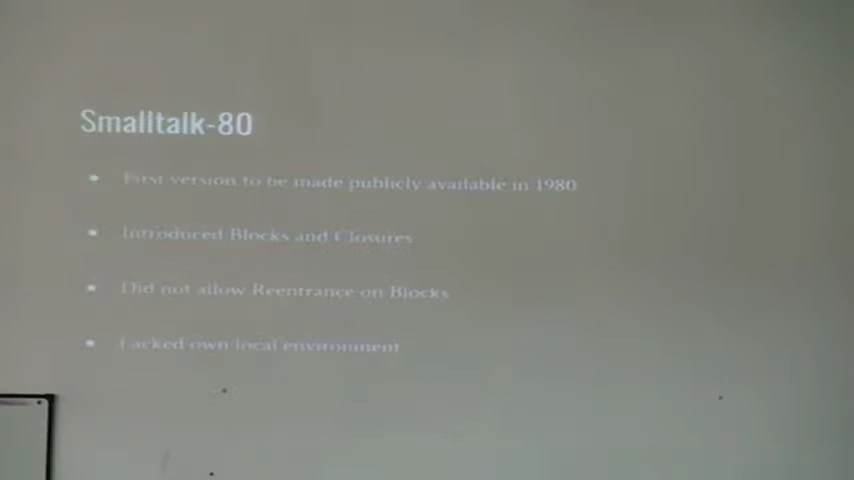 Smalltalk-80
• First version to be made publicly available in 1980
• Introduced Blocks and Closures
• Did not allow Reentrance on Blocks
• Lacked own local environment